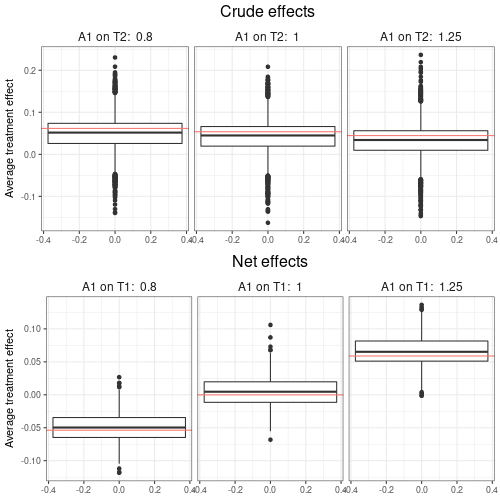 Crude effects
A1 on T2: 0.8
A1 on T2: 1
A1 on T2: 1.25
Average treatment effect
0.2
0.1
0.0
-0.1
-0.4 -0.2 0.0 0.2 0.4
-0.4 -0.2 0.0 0.2 0.4
-0.4 -0.2 0.0 0.2 0.4
Net effects
A1 on T1: 0.8
A1 on T1: 1
A1 on T1: 1.25
Average treatment effect
0.10
0.05
0.00
-0.05
-0.10
-0.4 -0.2 0.0 0.2 0.4
-0.4 -0.2 0.0 0.2 0.4
-0.4 -0.2 0.0 0.2 0.4